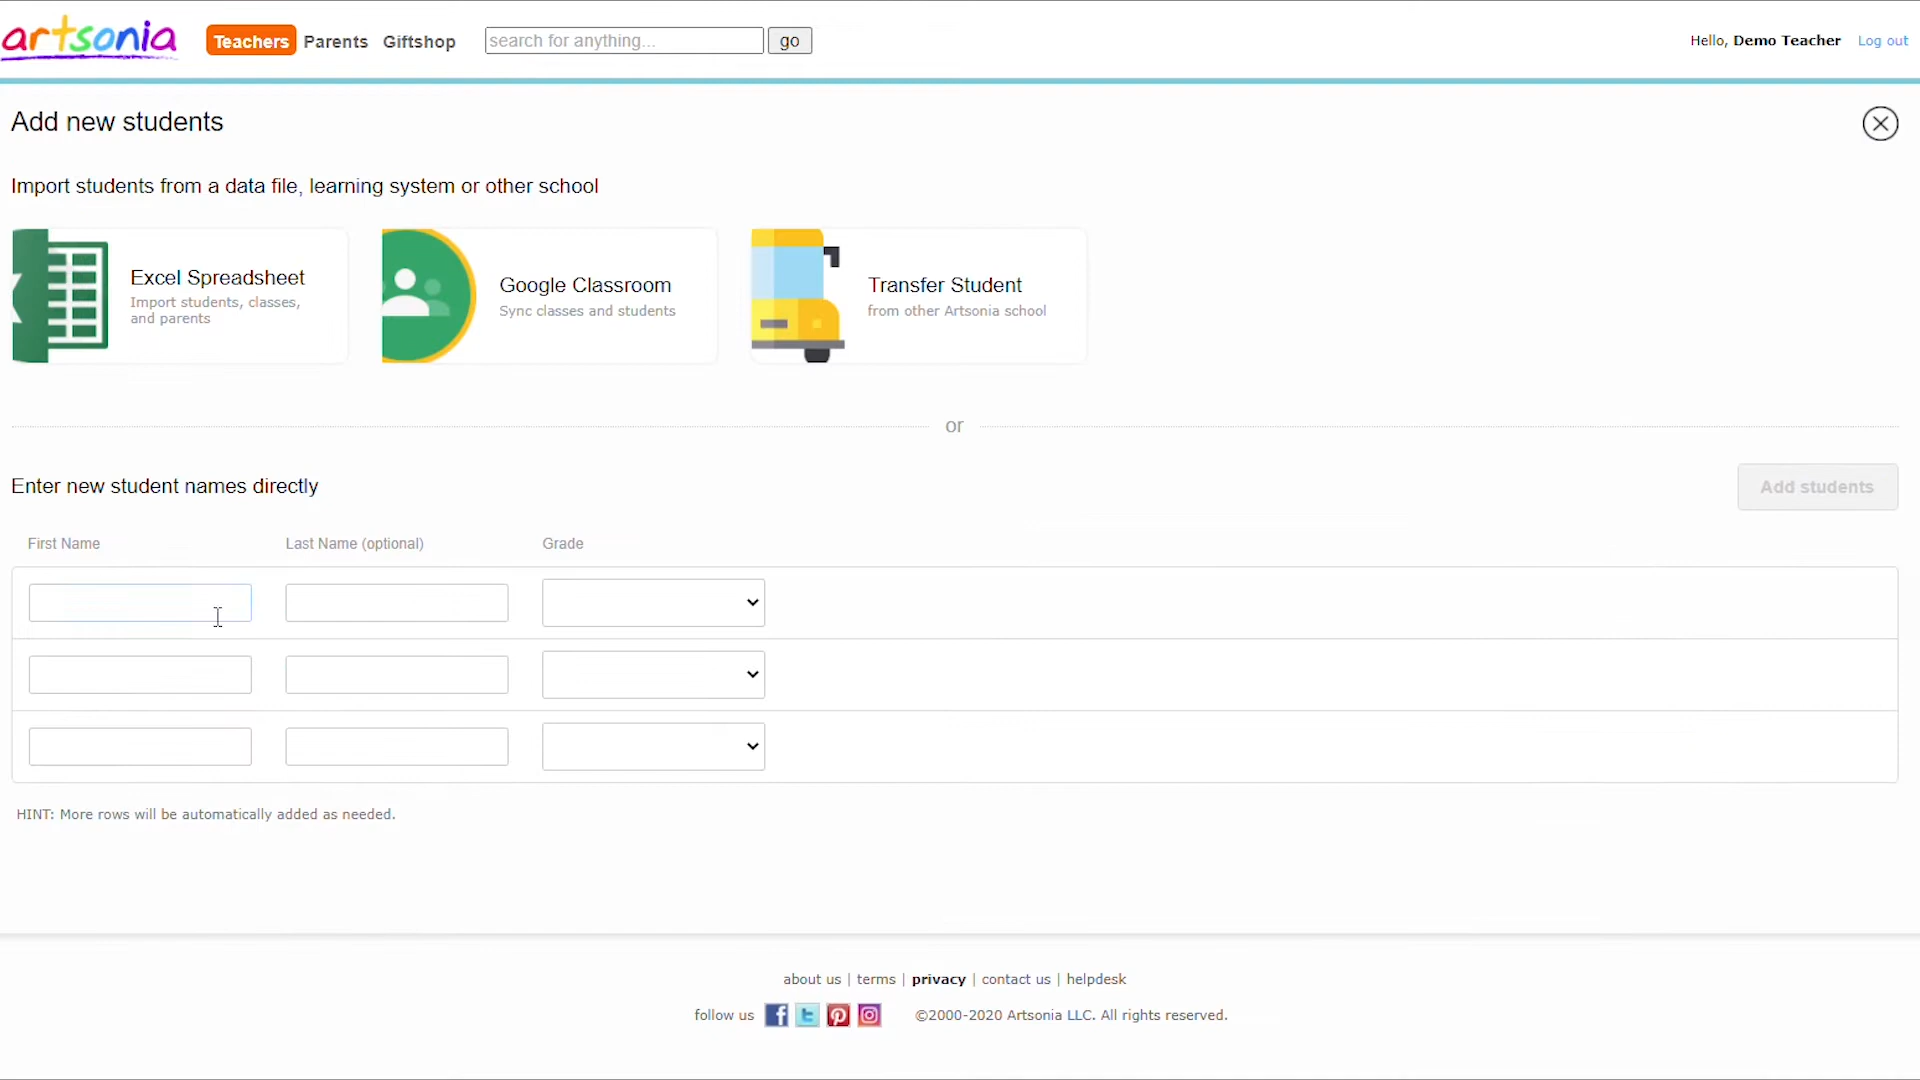 artsonia Teachers Parents Giftshop search for anything... go Hello, Demo Teacher Log out
Add new students
Import students from a data file, learning system or other school
Excel Spreadsheet
Import students, classes,
and parents
Google Classroom
Sync classes and students
Transfer Student
from other Artsonia school
or
Enter new student names directly Add students
First Name Last Name (optional) Grade
HINT: More rows will be automatically added as needed.
about us | terms | privacy | contact us | helpdesk
follow us ©2000-2020 Artsonia LLC. All rights reserved.